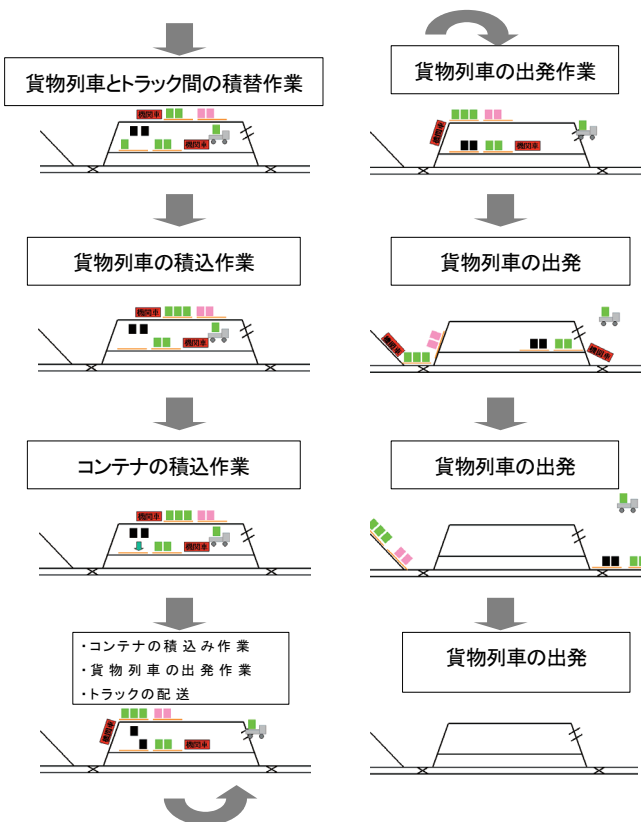 貨物列車とトラック間の積替作業
機関車
機関車
貨物列車の積込作業
機関車
機関車
コンテナの積込作業
機関車
機関車
・コンテナの積込み作業
・貨物列車の出発作業
・トラックの配送
機関車
機関車
貨物列車の出発作業
機関車
機関車
貨物列車の出発
機関車
機関車
貨物列車の出発
貨物列車の出発